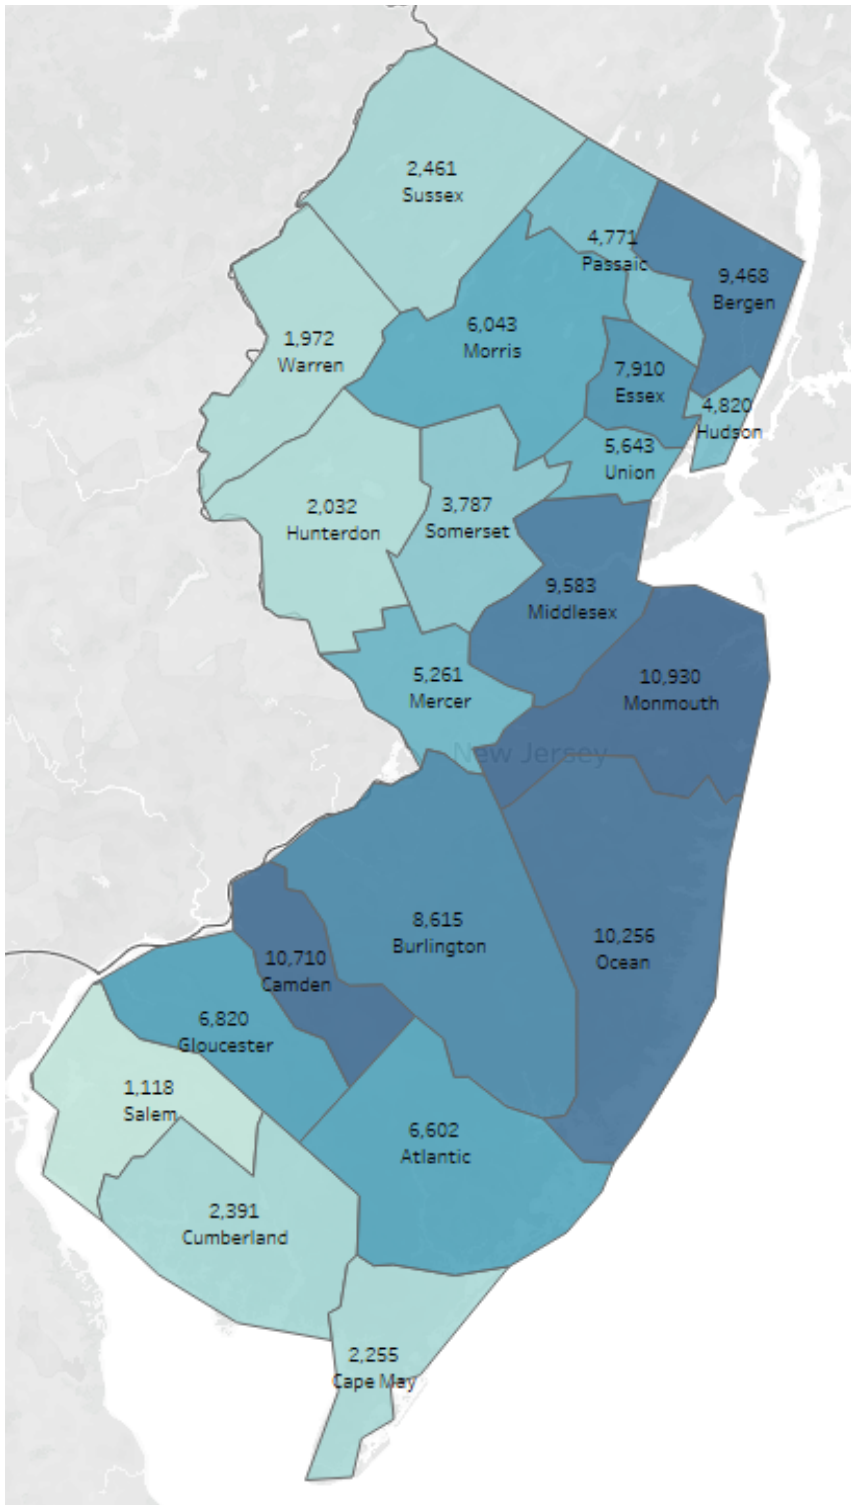 2,461
Sussex
4,771
Passaic
9,468
Bergen
1,972
Warren
6,043
Morris
7,910
Essex
4,820
Hudson
5,643
Union
2,032
Hunterdon
3,787
Somerset
9,583
Middlesex
5,261
Mercer
10,930
Monmouth
New Jersey
8,615
Burlington
10,256
Ocean
10,710
Camden
6,820
Gloucester
1,118
Salem
6,602
Atlantic
2,391
Cumberland
2,255
Cape May